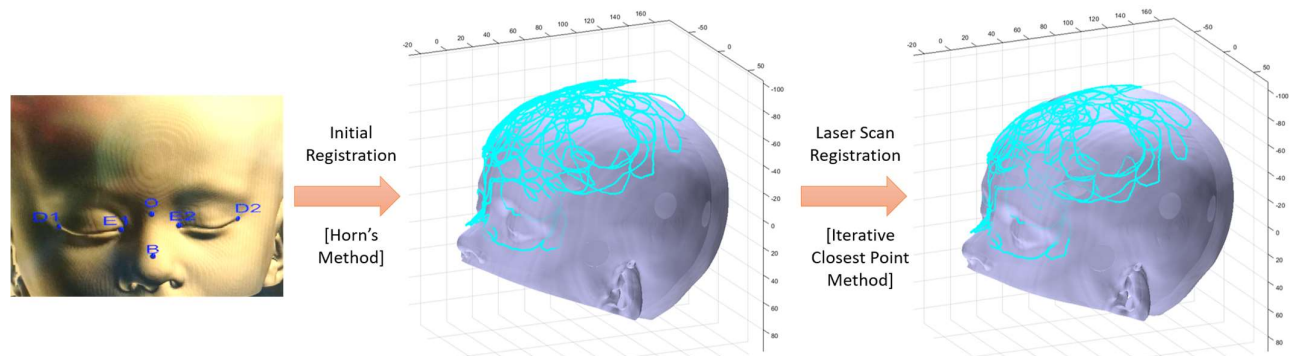 D1
E1
O
E2
D2
B
Initial
Registration
[Horn's
Method]
-20 0 20 40 60 80 100 120 140 160
-50
0
50
-100
-80
-60
-40
-20
0
20
40
60
80
Laser Scan
Registration
[Iterative
Closest Point
Method]
-20 0 20 40 60 80 100 120 140 160
-50
0
50
-100
-80
-60
-40
-20
0
20
40
60
80